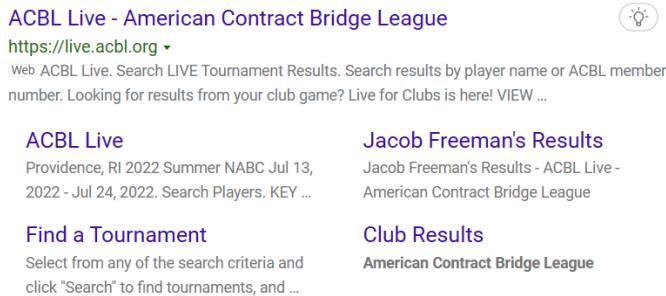 ACBL Live - American Contract Bridge League
https://live.acbl.org
Web ACBL Live. Search LIVE Tournament Results. Search results by player name or ACBL member
number. Looking for results from your club game? Live for Clubs is here! VIEW ...
ACBL Live
Providence, RI 2022 Summer NABC Jul 13,
2022 - Jul 24, 2022. Search Players. KEY ...
Jacob Freeman's Results
Jacob Freeman's Results - ACBL Live -
American Contract Bridge League
Find a Tournament
Select from any of the search criteria and
click "Search" to find tournaments, and ...
Club Results
American Contract Bridge League